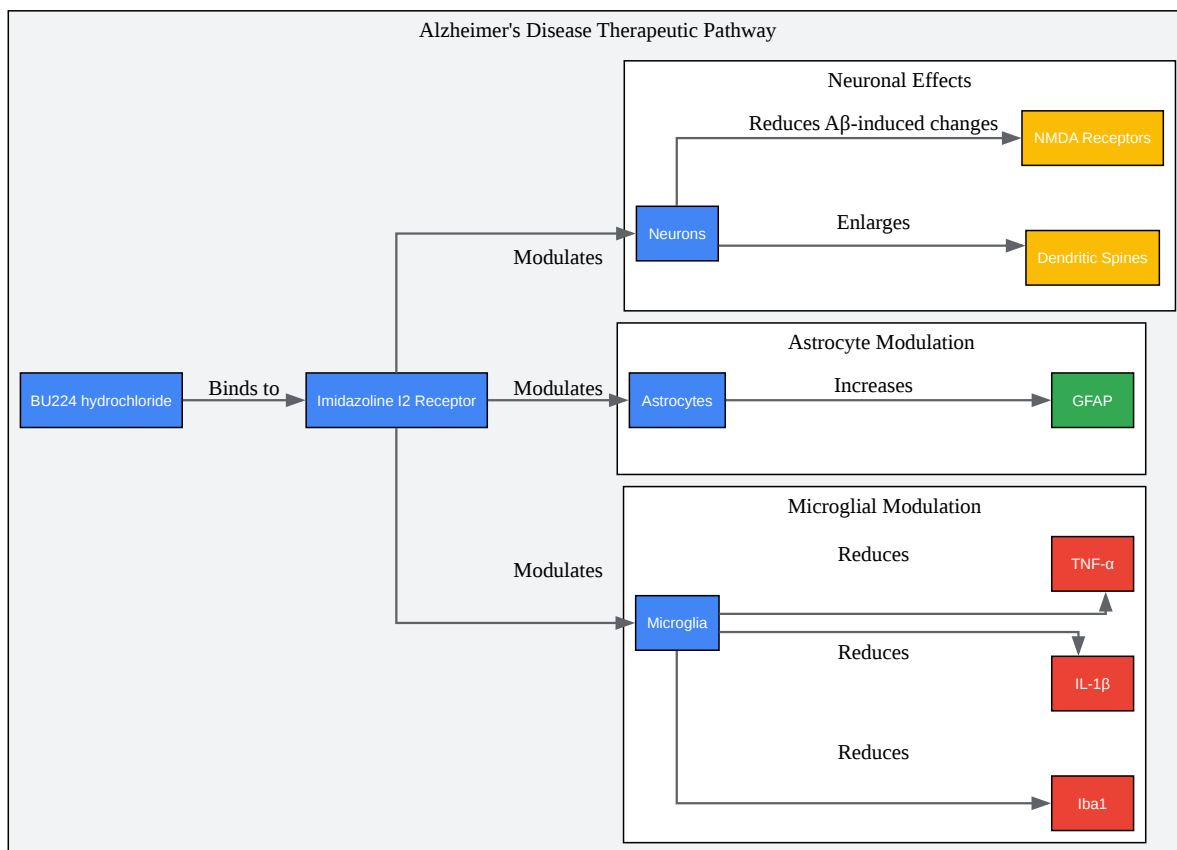 Alzheimer's Disease Therapeutic Pathway
Neuronal Effects
Reduces Aβ-induced changes
NMDA Receptors
Neurons
Enlarges
Dendritic Spines
Modulates
Astrocyte Modulation
BU224 hydrochloride
Binds to
Imidazoline I2 Receptor
Modulates
Astrocytes
Increases
GFAP
Microglial Modulation
Modulates
Reduces
TNF-α
Microglia
Reduces
IL-1β
Reduces
Iba1